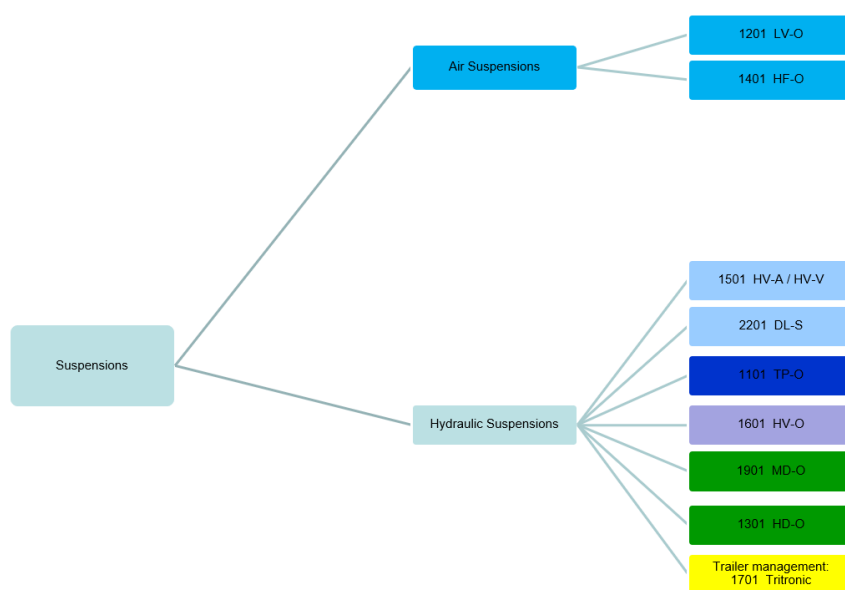 Suspensions
Air Suspensions
1201 LV-O
1401 HF-O
Hydraulic Suspensions
1501 HV-A / HV-V
2201 DL-S
1101 TP-O
1601 HV-O
1901 MD-O
1301 HD-O
Trailer management:
1701 Tritronic